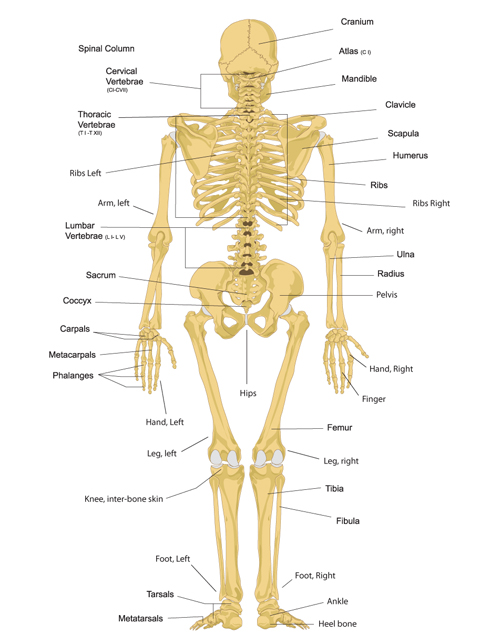 Cranium
Spinal Column
Atlas (C I)
Cervical
Vertebrae
(CI-CVII)
Mandible
Clavicle
Thoracic
Vertebrae
(T I -T XII)
Scapula
Humerus
Ribs Left
Ribs
Arm, left
Ribs Right
Lumbar
Vertebrae (L I- L V)
Arm, right
Ulna
Sacrum
Radius
Coccyx
Pelvis
Carpals
Metacarpals
Phalanges
Hand, Right
Hips
Finger
Hand, Left
Femur
Leg, left
Leg, right
Knee, inter-bone skin
Tibia
Fibula
Foot, Left
Foot, Right
Tarsals
Ankle
Metatarsals
Heel bone